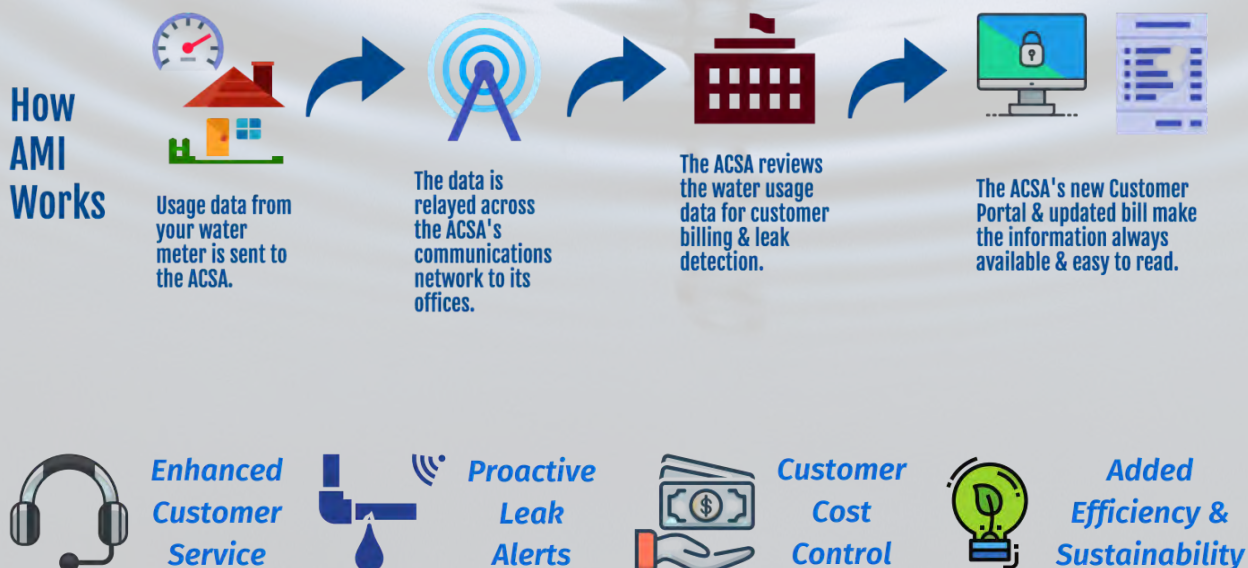 How
AMI
Works
Usage data from
your water
meter is sent to
the ACSA.
The data is
relayed across
the ACSA's
communications
network to its
offices.
The ACSA reviews
the water usage
data for customer
billing & leak
detection.
The ACSA's new Customer
Portal & updated bill make
the information always
available & easy to read.
Enhanced
Customer
Service
Proactive
Leak
Alerts
$
Customer
Cost
Control
Added
Efficiency &
Sustainability